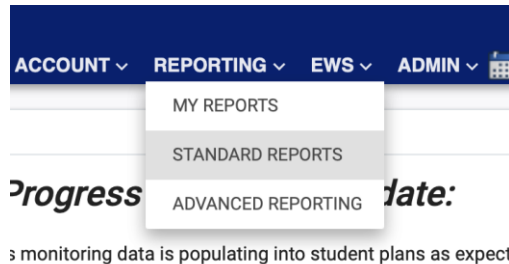 ACCOUNT REPORTING EWS ADMIN
MY REPORTS
STANDARD REPORTS
ADVANCED REPORTING
Progress date:
s monitoring data is populating into student plans as expect